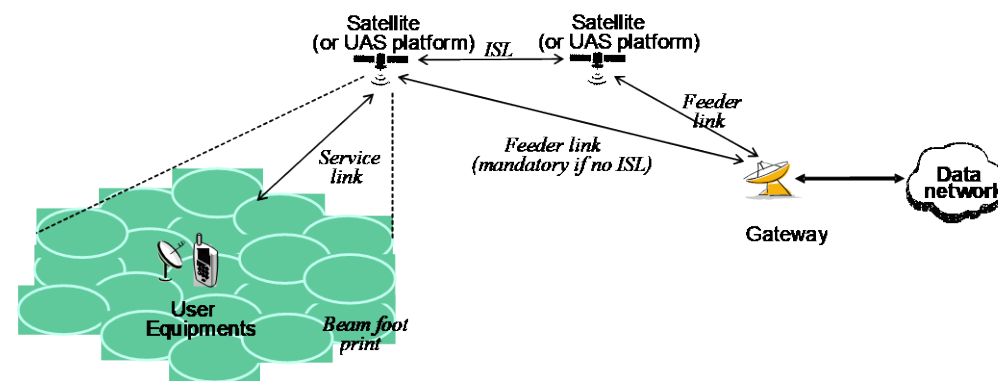 Satellite
(or UAS platform)
ISL
Satellite
(or UAS platform)
Feeder
link
Feeder link
(mandatory if no ISL)
Service
link
Data
network
Gateway
User
Equipments
Beam foot
print